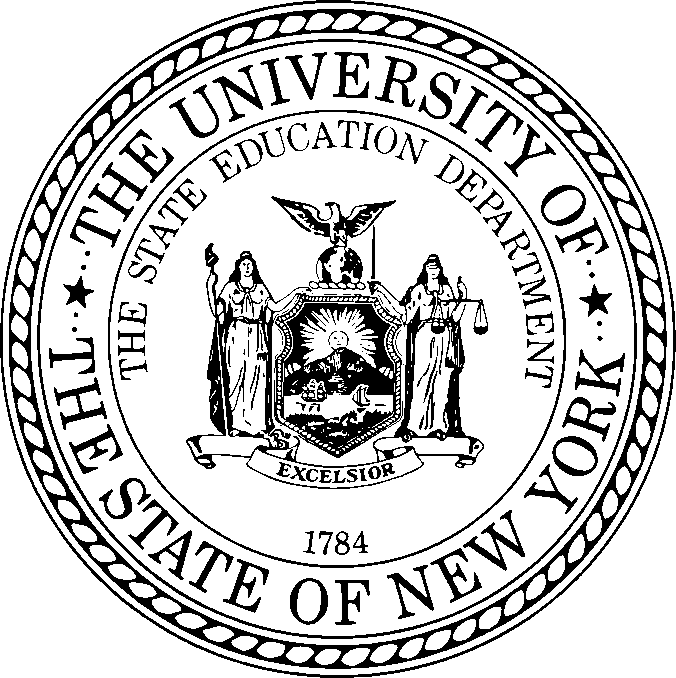 THE UNIVERSITY OF
THE STATE OF NEW YORK
THE STATE EDUCATION DEPARTMENT
EXCELSIOR
1784